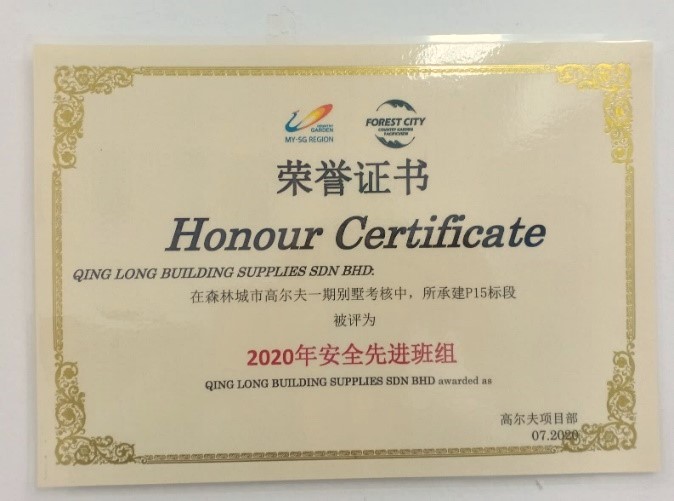 COUNTRY GARDEN
MY-SG REGION
FOREST CITY
COUNTRY GARDEN
PACIFICVIEW
荣誉证书
Honour Certificate
QING LONG BUILDING SUPPLIES SDN BHD:
在森林城市高尔夫一期别墅考核中，所承建P15标段
被评为
2020年安全先进班组
QING LONG BUILDING SUPPLIES SDN BHD awarded as
高尔夫项目部
07.2020